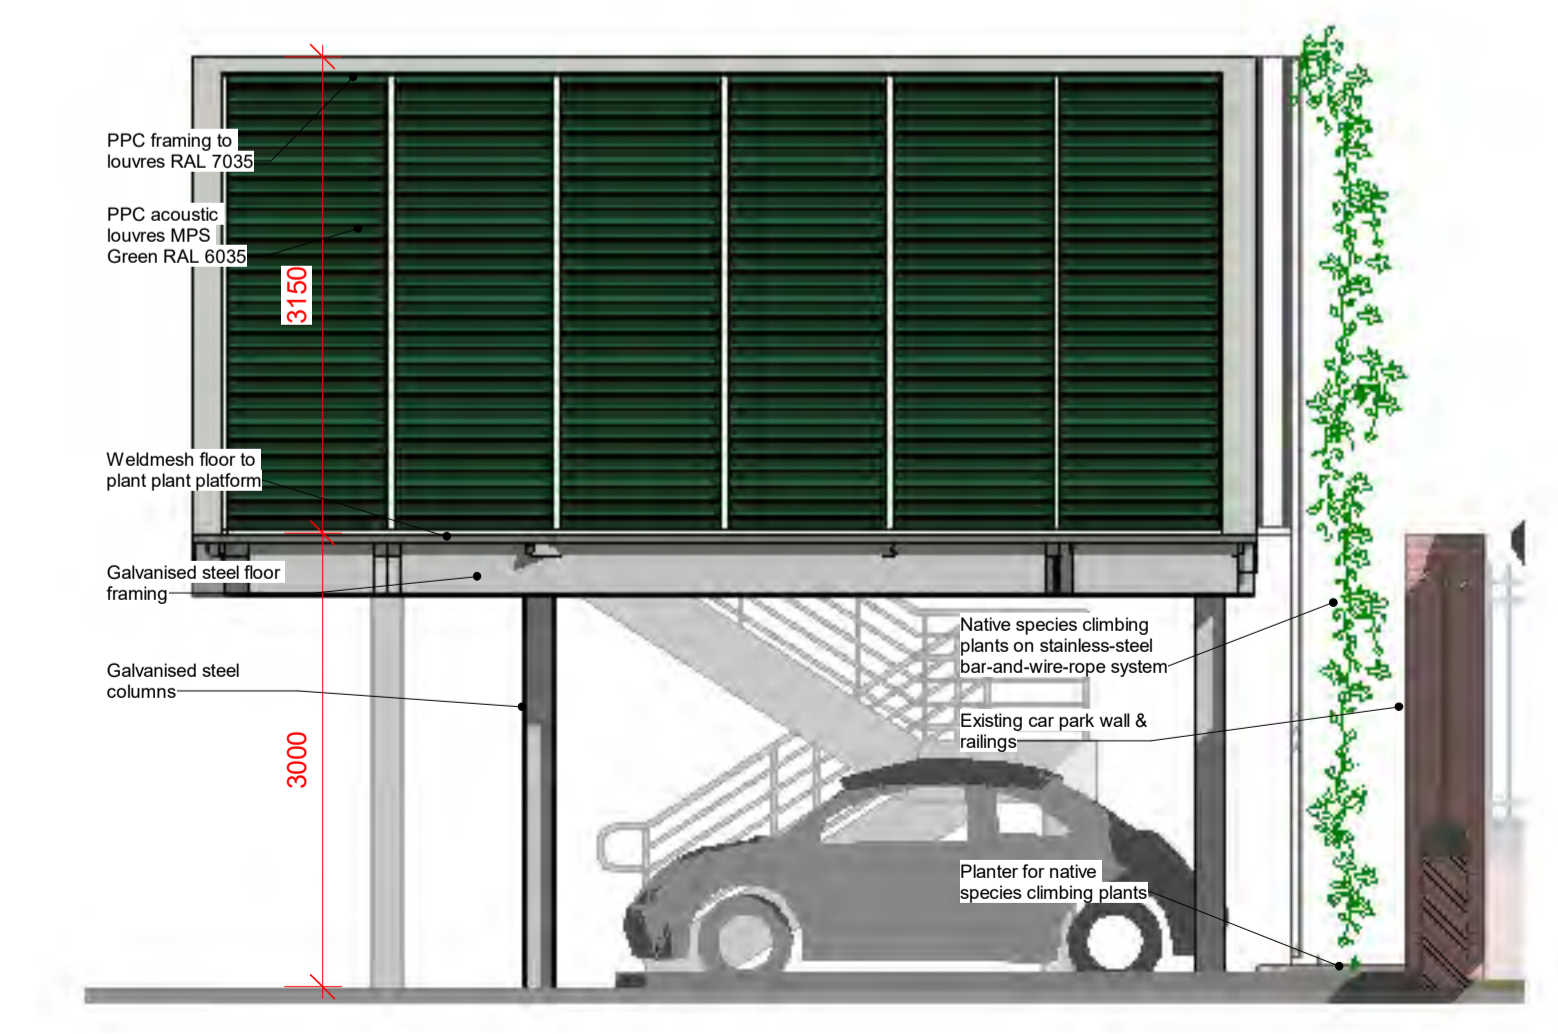 PPC framing to
louvres RAL 7035
PPC acoustic
louvres MPS
Green RAL 6035
3150
Weldmesh floor to
plant plant platform
Galvanised steel floor
framing
Galvanised steel
columns
3000
Native species climbing
plants on stainless-steel
bar-and-wire-rope system
Existing car park wall &
railings
Planter for native
species climbing plants